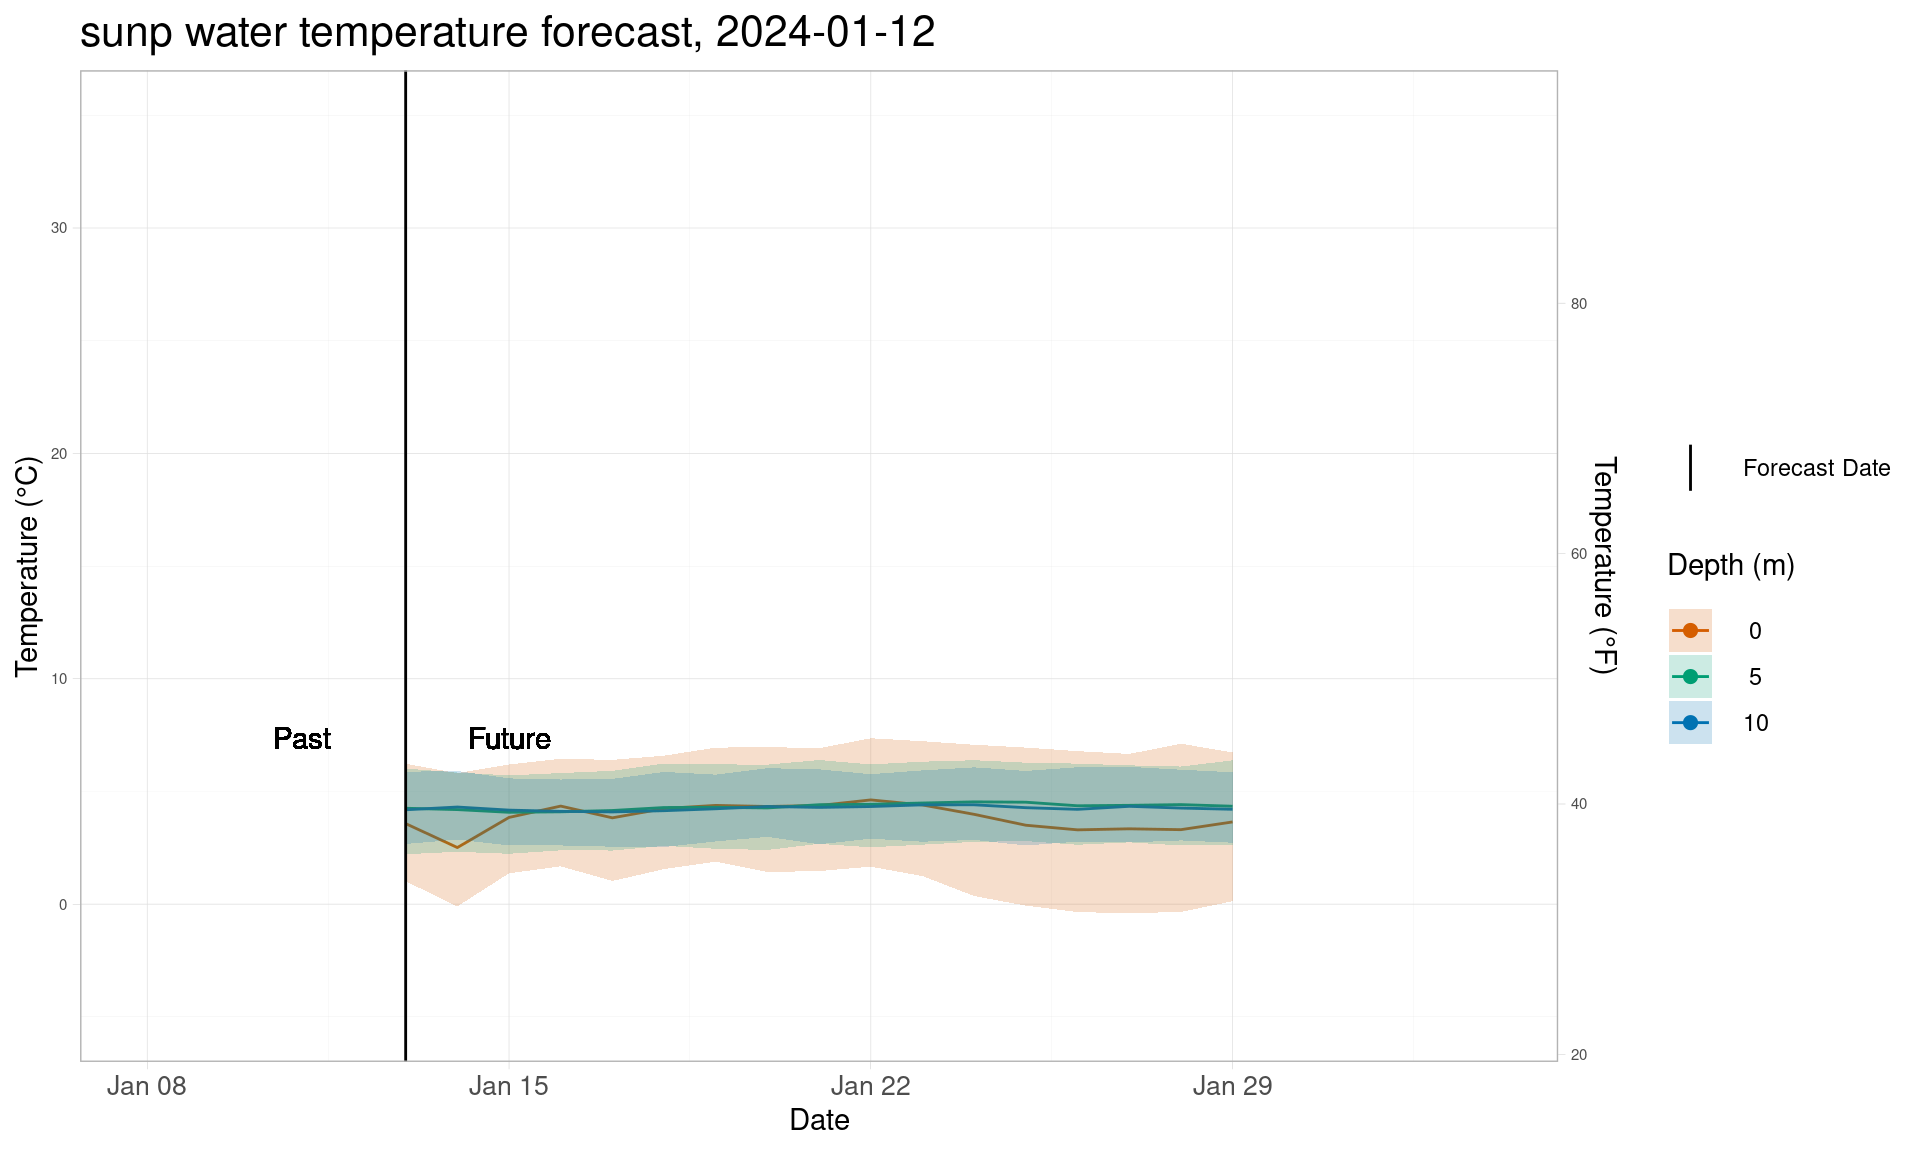 sunp water temperature forecast, 2024-01-12
Temperature (°C)
30
20
10
0
Past
Future
80
60
40
20
Temperature (°F)
Jan 08
Jan 15
Jan 22
Jan 29
Date
Forecast Date
Depth (m)
0
5
10